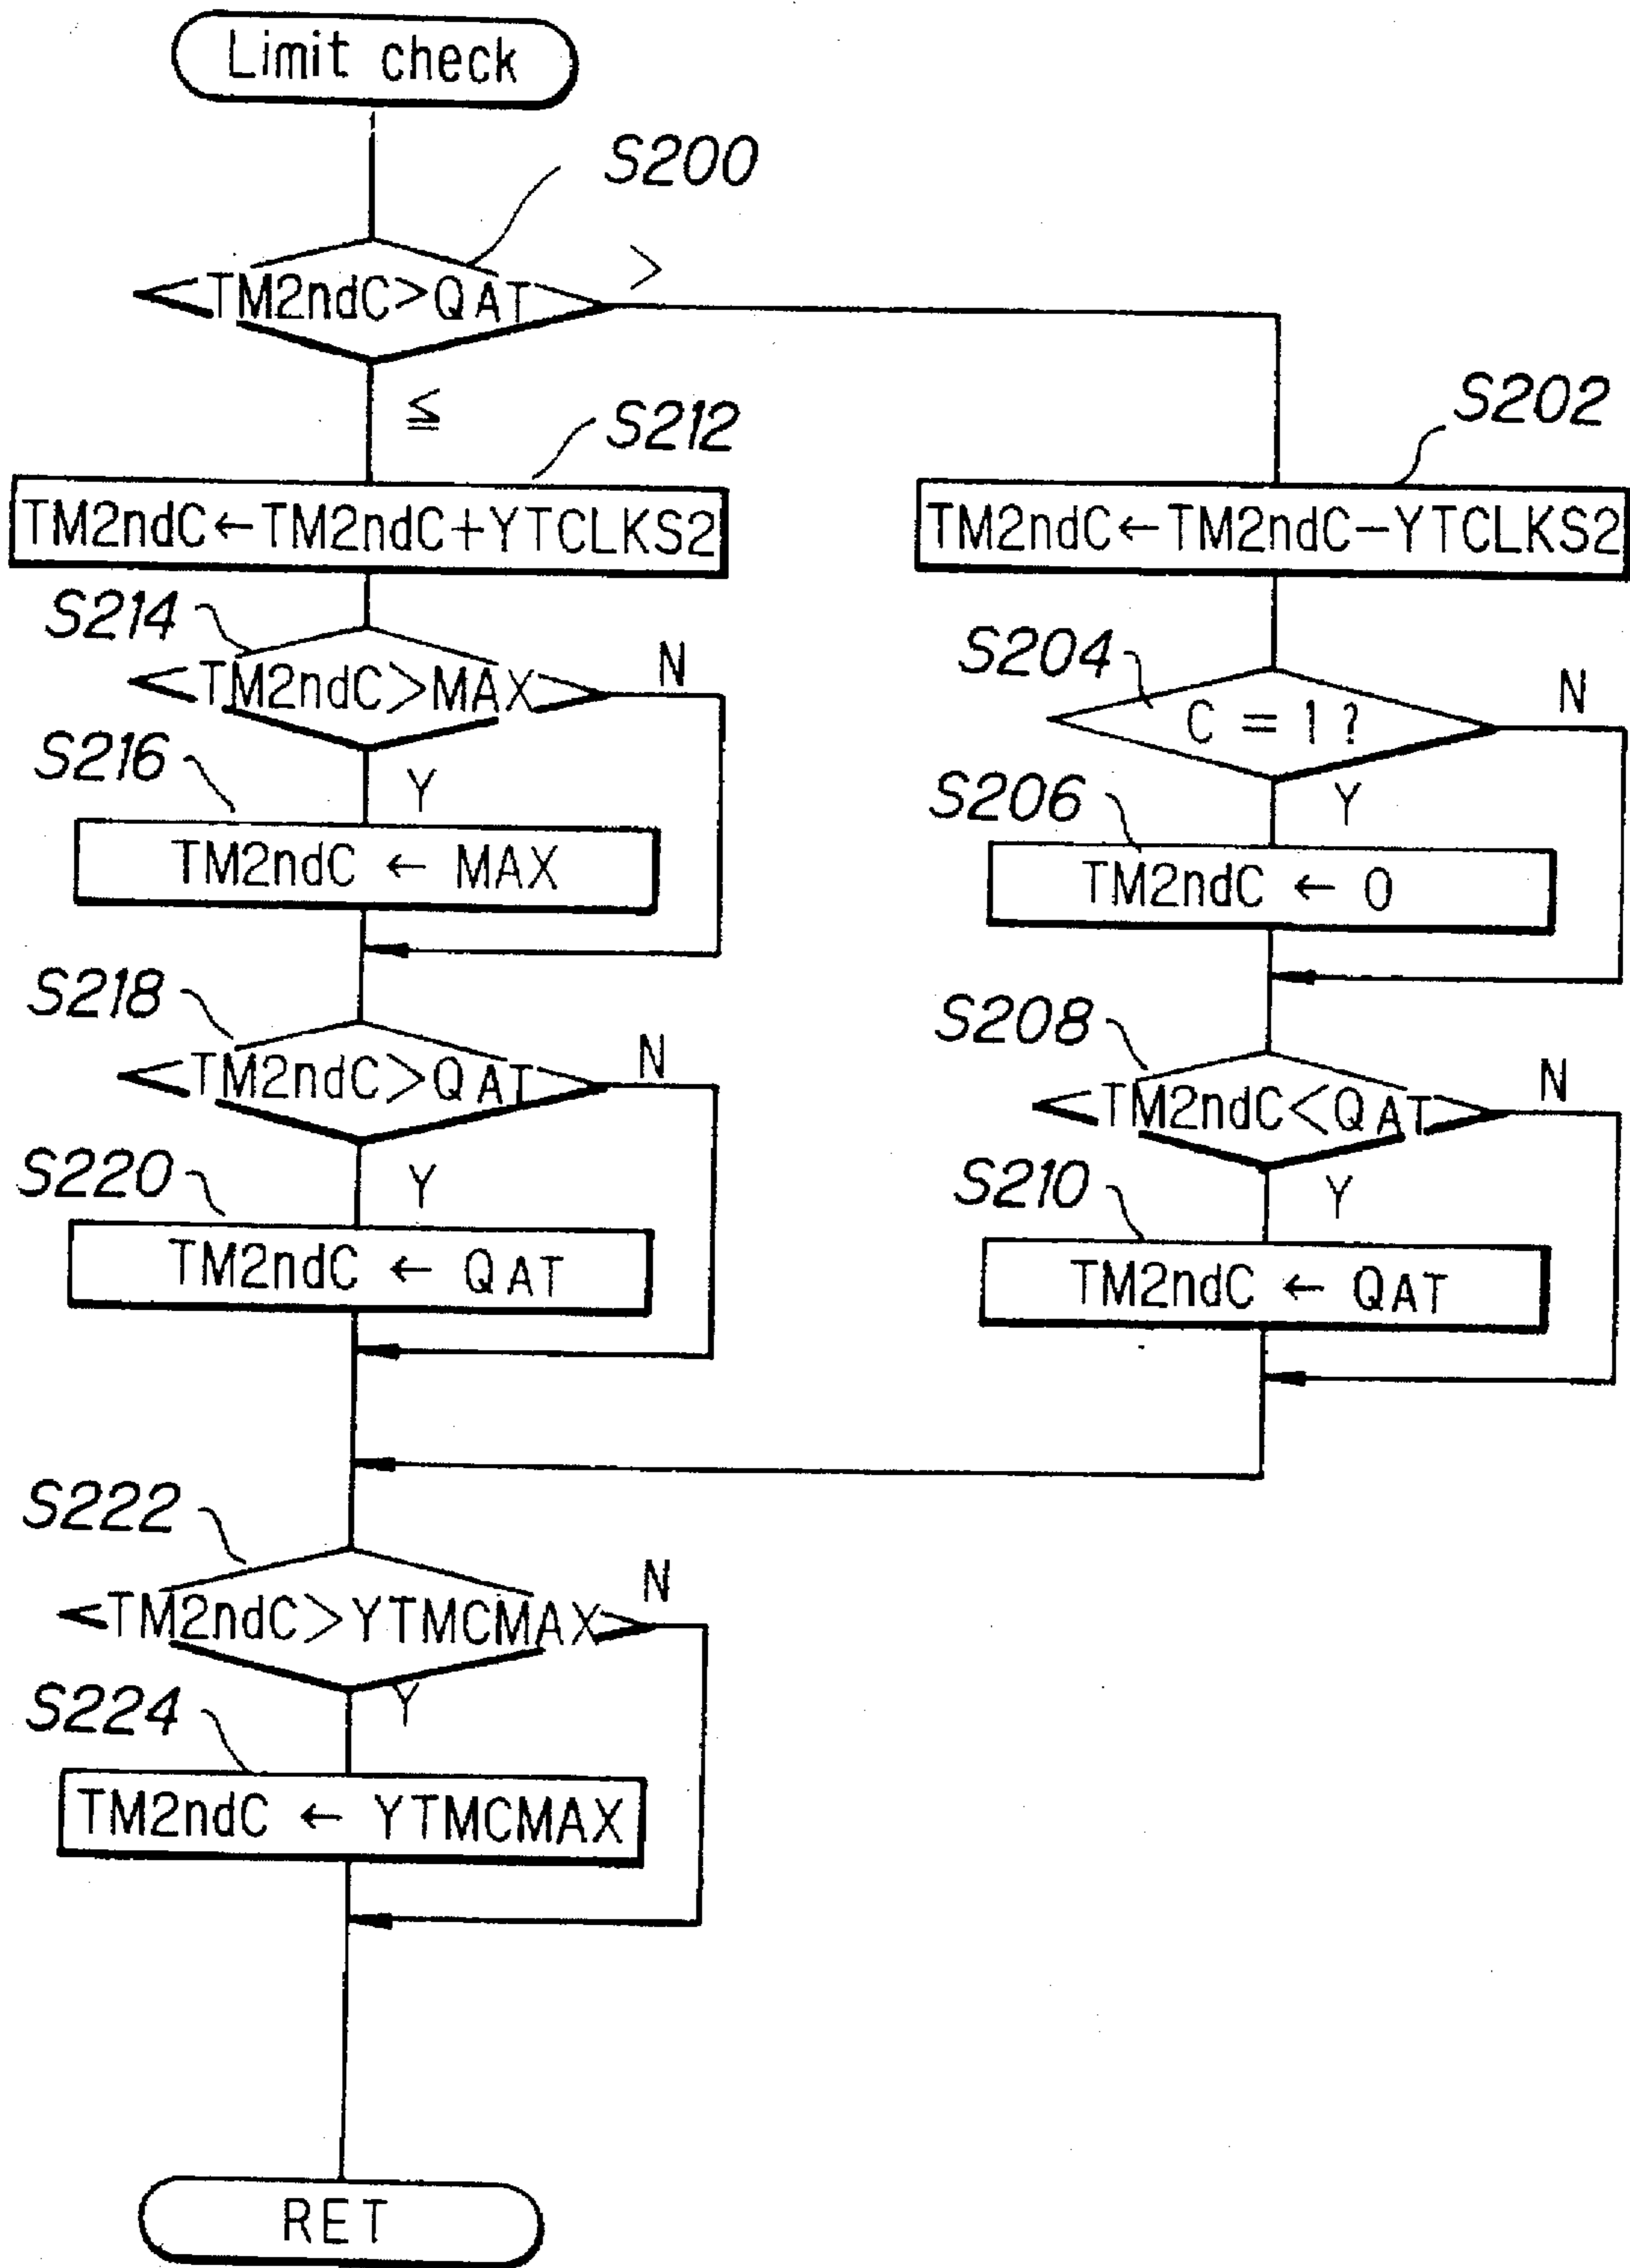 Limit check
S200
TM2ndC>QAT
>
≦
S212
TM2ndC←TM2ndC+YTCLKS2
S202
TM2ndC←TM2ndC−YTCLKS2
S214
TM2ndC>MAX
N
S204
C = 1 ?
N
S216
Y
TM2ndC ← MAX
S206
Y
TM2ndC ← 0
S218
TM2ndC>QAT
N
S208
TM2ndC<QAT
N
S220
Y
TM2ndC ← QAT
S210
Y
TM2ndC ← QAT
S222
TM2ndC>YTMCMAX
N
S224
Y
TM2ndC ← YTMCMAX
RET